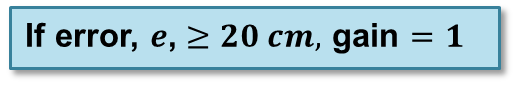 If error, e, ≥ 20 cm, gain = 1